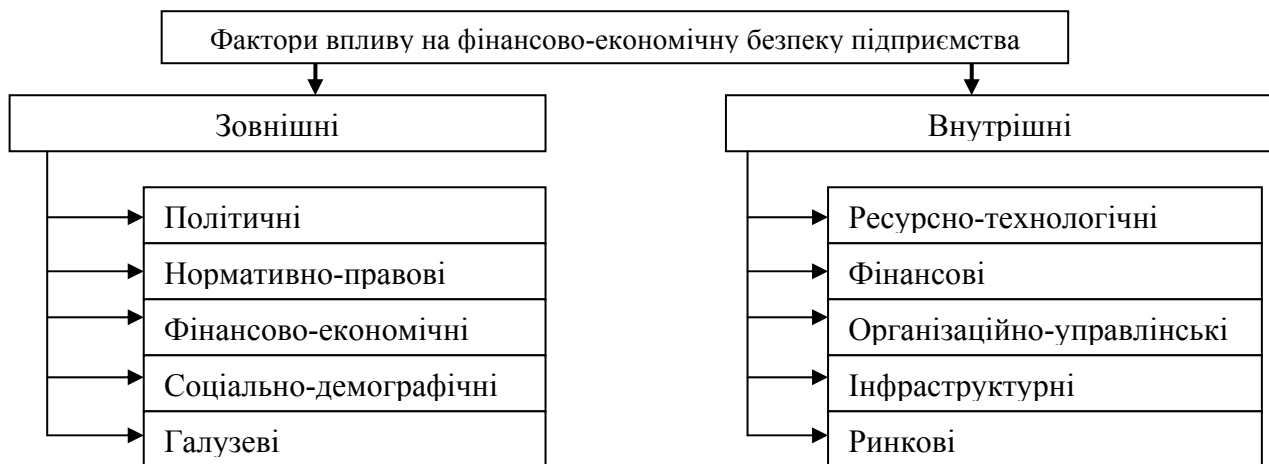 Фактори впливу на фінансово-економічну безпеку підприємства
Зовнішні
Політичні
Нормативно-правові
Фінансово-економічні
Соціально-демографічні
Галузеві
Внутрішні
Ресурсно-технологічні
Фінансові
Організаційно-управлінські
Інфраструктурні
Ринкові